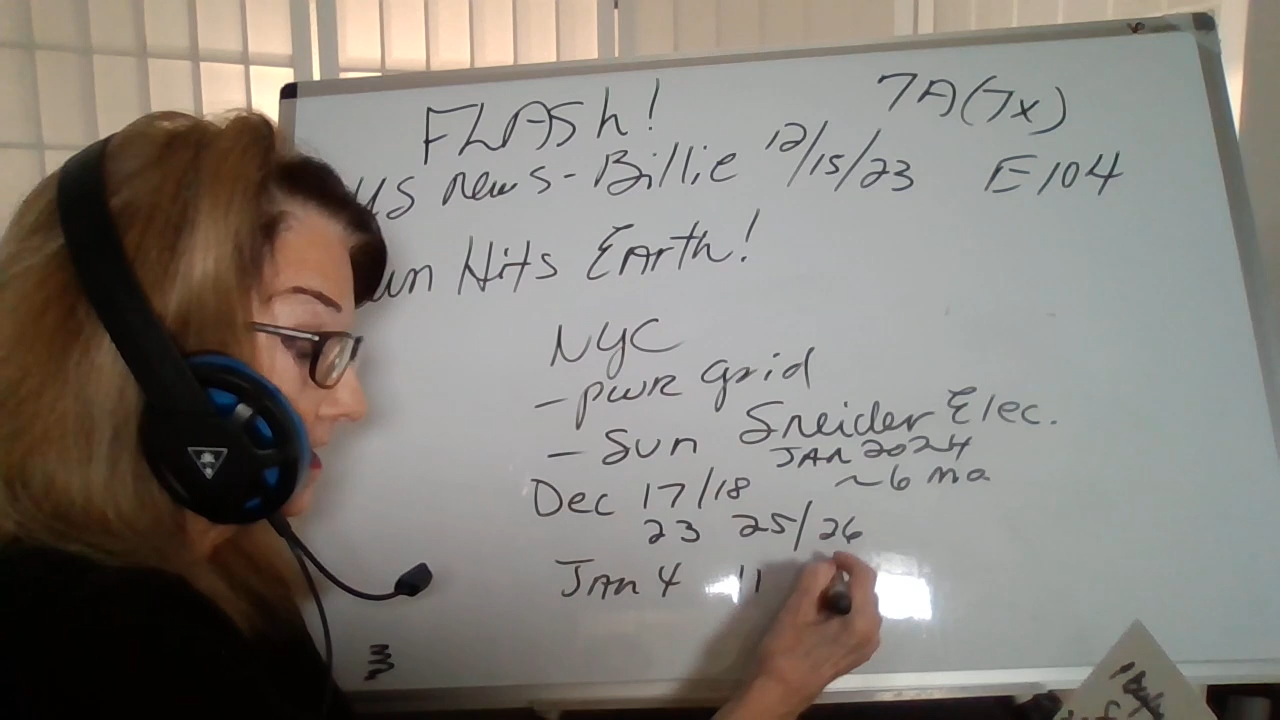 FLASh!
7A(7x)
us news-Billie 12/15/23 E104
un Hits Earth!
NYC
- pwr grid
- Sun Sneider Elec.
JAN 2024
Dec 17/18 ~6 mo
23 25/26
JAn 4 11